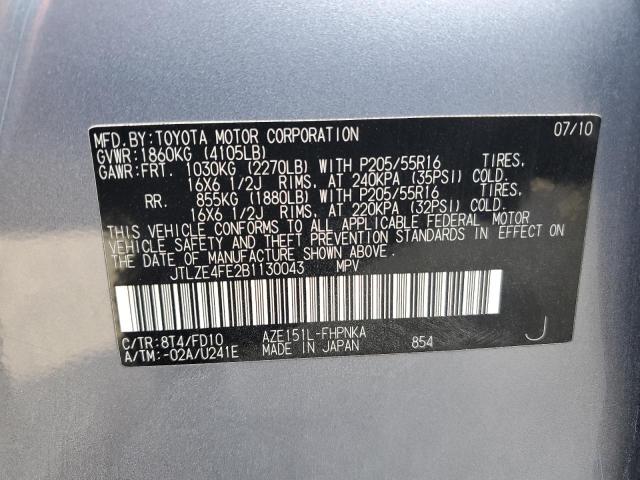 MFD.BY:TOYOTA MOTOR CORPORATION 07/10
GVWR:1860KG (4105LB)
GAWR:FRT. 1030KG (2270LB) WITH P205/55R16 TIRES,
16X6 1/2J RIMS, AT 240KPA (35PSI) COLD.
RR. 855KG (1880LB) WITH P205/55R16 TIRES,
16X6 1/2J RIMS, AT 220KPA (32PSI) COLD.
THIS VEHICLE CONFORMS TO ALL APPLICABLE FEDERAL MOTOR
VEHICLE SAFETY AND THEFT PREVENTION STANDARDS IN EFFECT ON
THE DATE OF MANUFACTURE SHOWN ABOVE.
JTLZE4FE2B1130043 MPV
C/TR:8T4/FD10 AZE151L-FHPNKA
A/TM:-02A/U241E MADE IN JAPAN 854 J